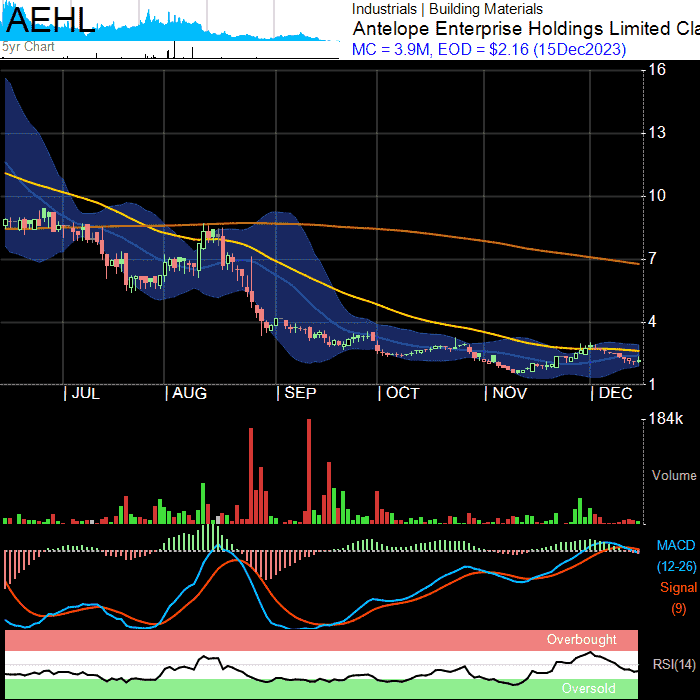 AEHL
5yr Chart
Industrials | Building Materials
Antelope Enterprise Holdings Limited Cla
MC = 3.9M, EOD = $2.16 (15Dec2023)
16
13
10
7
4
1
| JUL | AUG | SEP | OCT | NOV | DEC
184k
Volume
MACD
(12-26)
Signal
(9)
Overbought
RSI(14)
Oversold